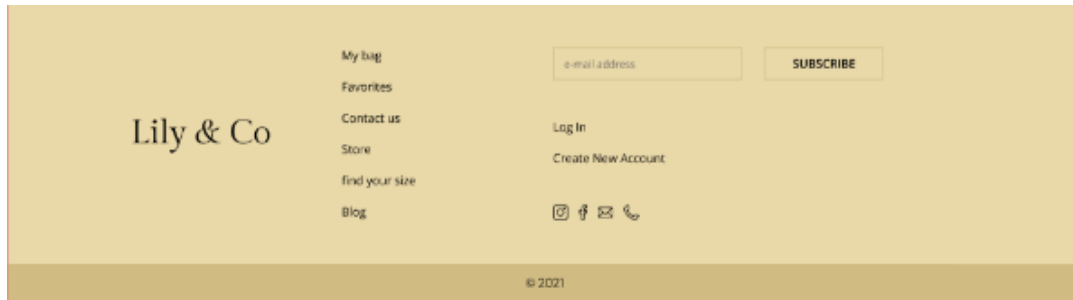 Lily & Co
My bag
Favorites
Contact us
Store
find your size
Blog
e-mail address
SUBSCRIBE
Log In
Create New Account
© 2021